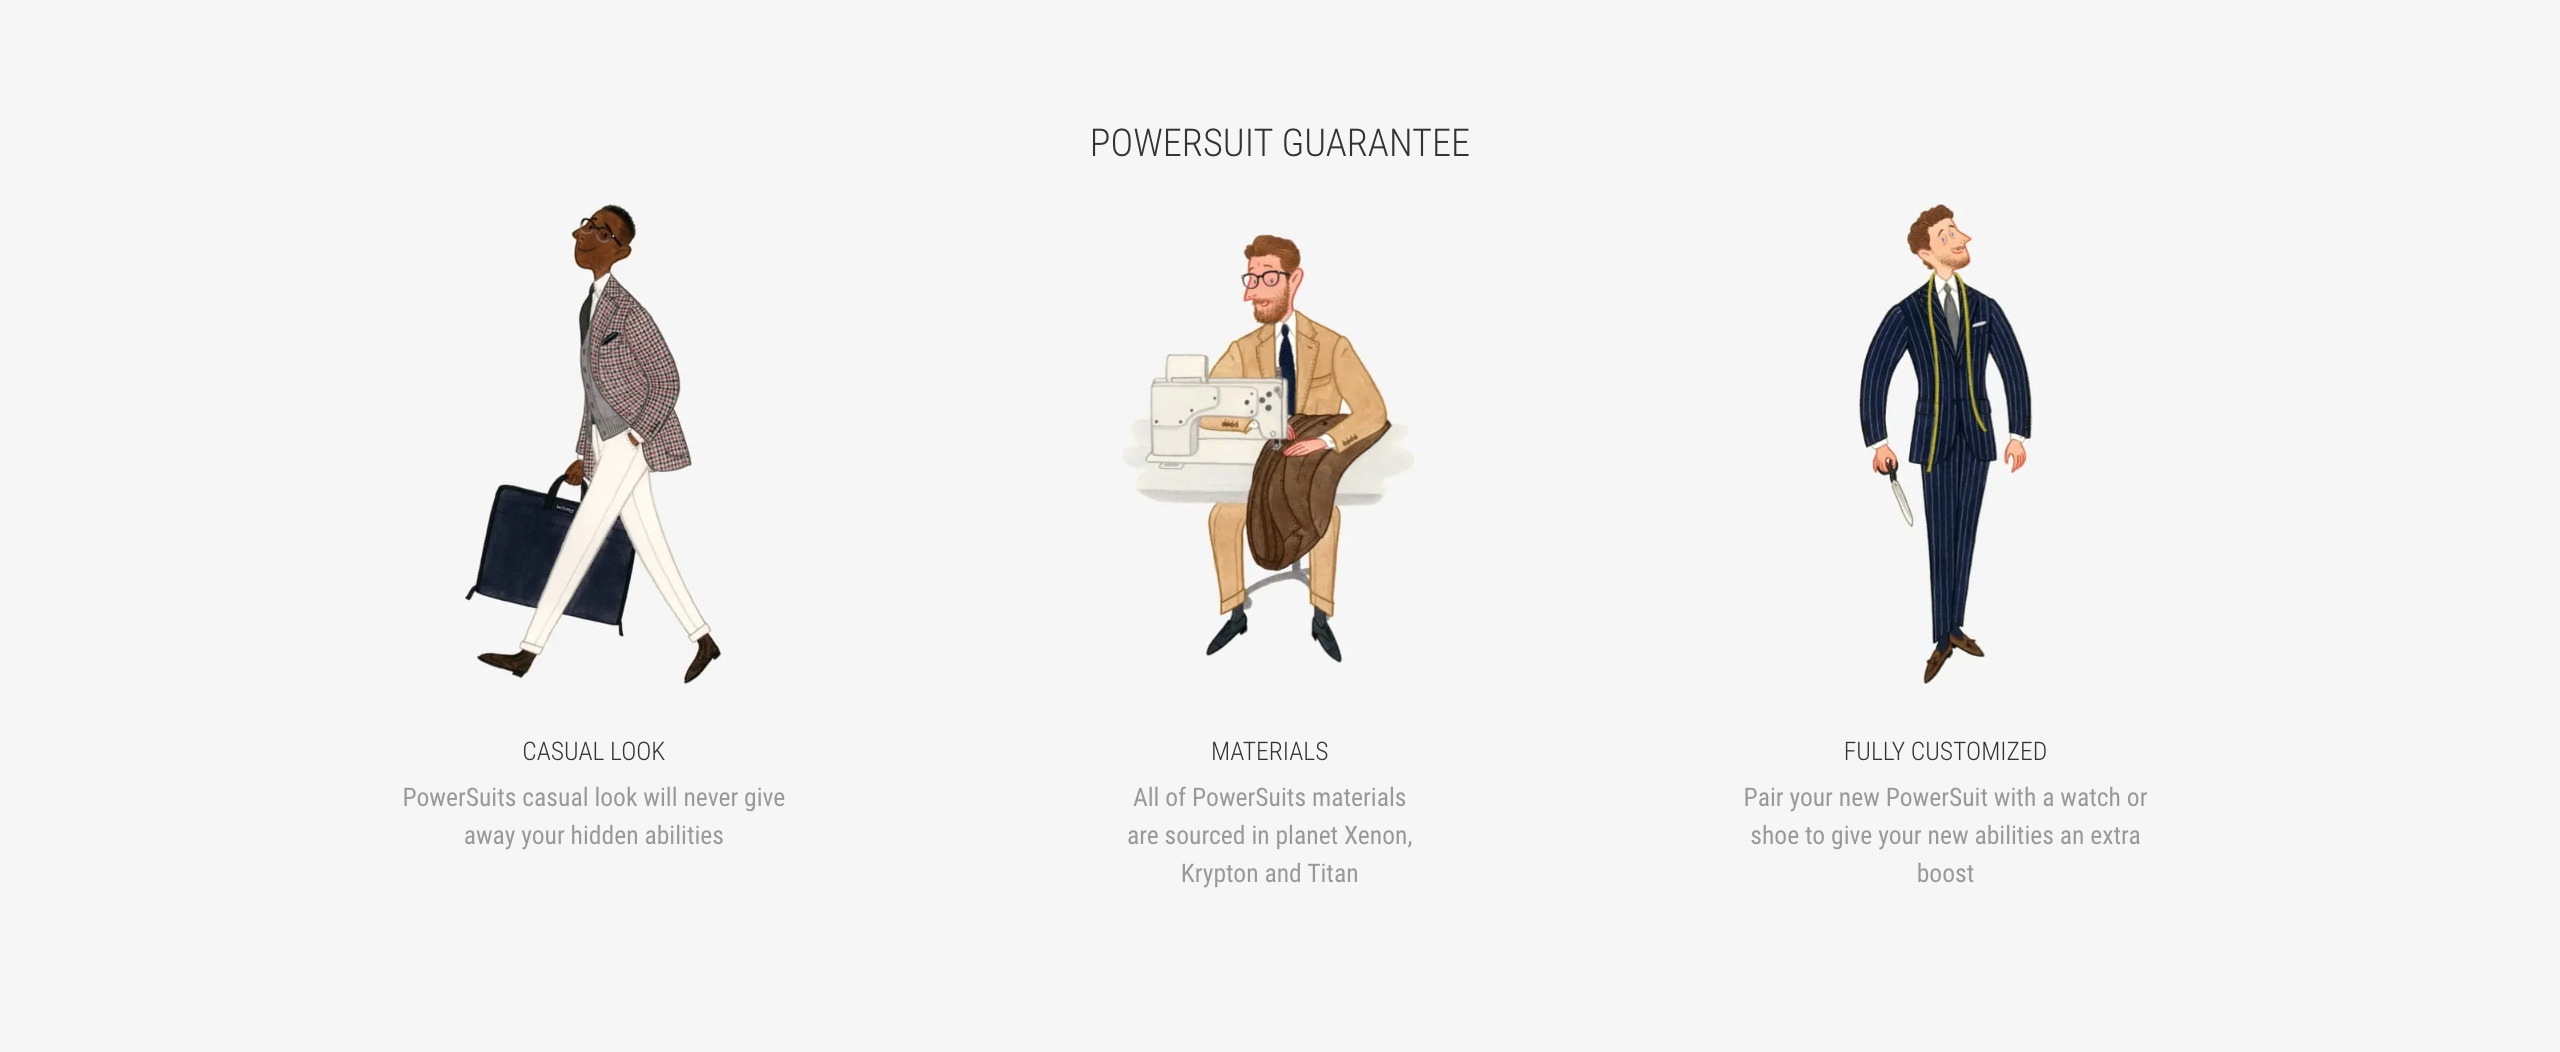 POWERSUIT GUARANTEE
CASUAL LOOK
PowerSuits casual look will never give
away your hidden abilities
MATERIALS
All of PowerSuits materials
are sourced in planet Xenon,
Krypton and Titan
FULLY CUSTOMIZED
Pair your new PowerSuit with a watch or
shoe to give your new abilities an extra
boost